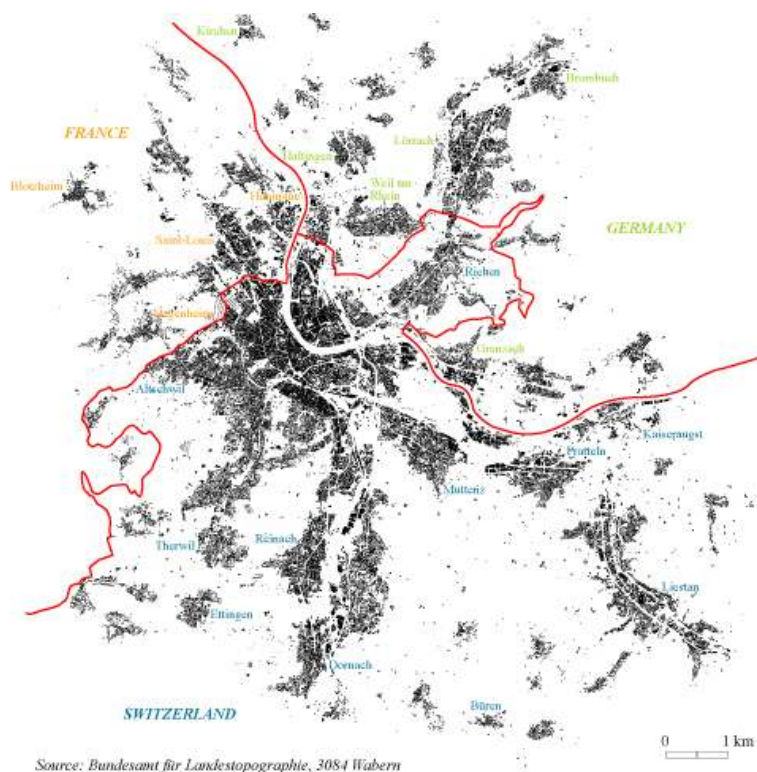 Kirchen
Brombach
FRANCE
Lörrach
Haltingen
Blotzheim
Weil am
Rhein
Huningue
GERMANY
Saint-Louis
Riehen
Hegenheim
Grenzach
Allschwil
Kaiseraugst
Pratteln
Muttenz
Therwil
Reinach
Liestan
Ettingen
Dornach
SWITZERLAND
Büren
0 1 km
Source: Bundesamt für Landestopographie, 3084 Wabern